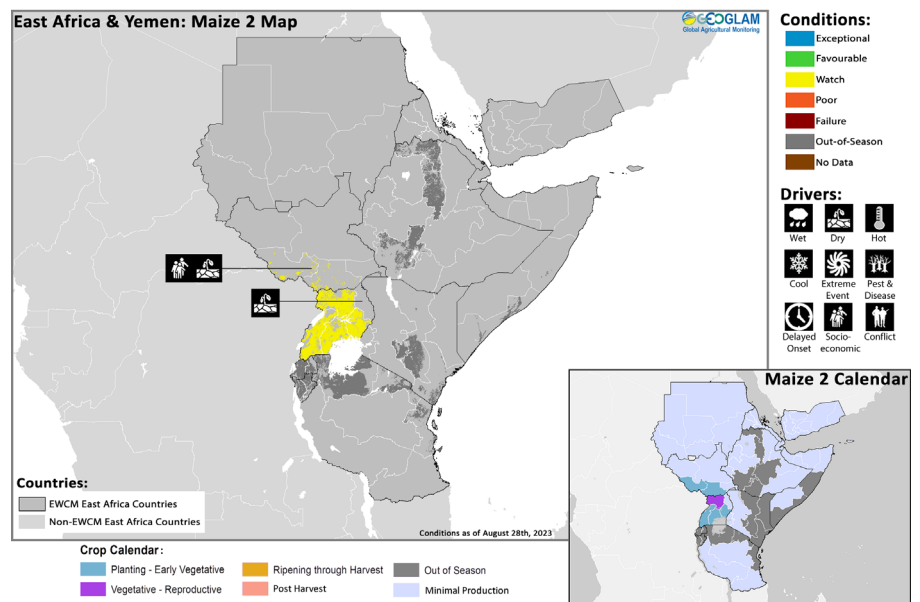 East Africa & Yemen: Maize 2 Map
GEOGLAM
Global Agricultural Monitoring
Conditions:
Exceptional
Favourable
Watch
Poor
Failure
Out-of-Season
No Data
Drivers:
Wet
Dry
Hot
Cool
Extreme
Event
Pest &
Disease
Delayed
Onset
Socio-
economic
Conflict
Maize 2 Calendar
Countries:
EWCM East Africa Countries
Non-EWCM East Africa Countries
Conditions as of August 28th, 2023
Crop Calendar:
Planting - Early Vegetative
Ripening through Harvest
Out of Season
Vegetative - Reproductive
Post Harvest
Minimal Production